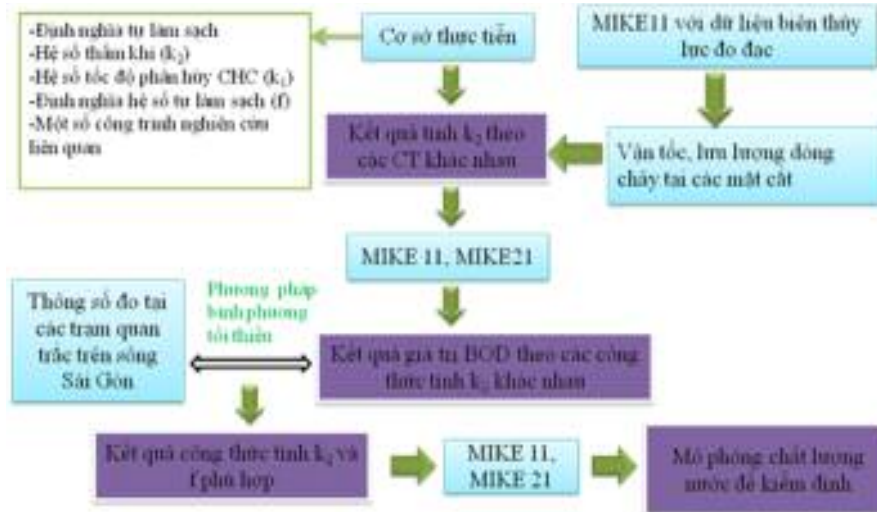 -Định nghĩa tự làm sạch
-Hệ số thấm khí (k₂)
-Hệ số tốc độ phân hủy CHC (k₁)
-Định nghĩa hệ số tự làm sạch (f)
-Một số công trình nghiên cứu
liên quan
Cơ sở thực tiễn
MIKE11 với dữ liệu biên thủy
lực đo đạc
Kết quả tính k₂ theo
các CT khác nhau
Vận tốc, lưu lượng dòng
chảy tại các mặt cắt
MIKE 11, MIKE21
Thông số đo tại
các trạm quan
trắc trên sông
Sài Gòn
Phương pháp
bình phương
tối thiểu
Kết quả giá trị BOD theo các công
thức tính k₂ khác nhau
Kết quả công thức tính k₂ và
f phù hợp
MIKE 11,
MIKE 21
Mô phỏng chất lượng
nước để kiểm định